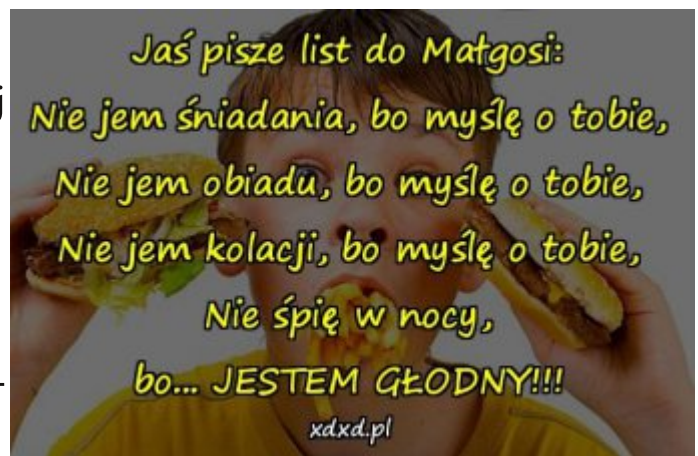 Jaś pisze list do Małgosi:
Nie jem śniadania, bo myślę o tobie,
Nie jem obiadu, bo myślę o tobie,
Nie jem kolacji, bo myślę o tobie,
Nie śpię w nocy,
bo... JESTEM GŁODNY!!!
xdxd.pl